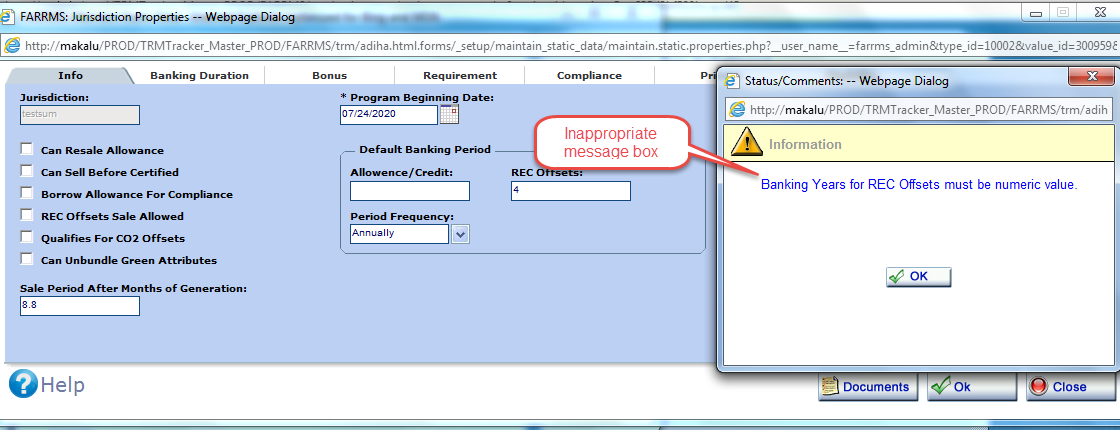 FARRMS: Jurisdiction Properties -- Webpage Dialog
http://makalu/PROD/TRMTracker_Master_PROD/FARRMS/trm/adiha.html.forms/_setup/maintain_static_data/maintain.static.properties.php?__user_name__=farrms_admin&type_id=10002&value_id=300959&
Info Banking Duration Bonus Requirement Compliance Pri
Jurisdiction:
testsum
* Program Beginning Date:
07/24/2020
Can Resale Allowance
Can Sell Before Certified
Borrow Allowance For Compliance
REC Offsets Sale Allowed
Qualifies For CO2 Offsets
Can Unbundle Green Attributes
Sale Period After Months of Generation:
8.8
Default Banking Period
Allowence/Credit:
REC Offsets:
4
Period Frequency:
Annually
Inappropriate
message box
Status/Comments: -- Webpage Dialog
http://makalu/PROD/TRMTracker_Master_PROD/FARRMS/trm/adih
Information
Banking Years for REC Offsets must be numeric value.
OK
Help
Documents
Ok
Close